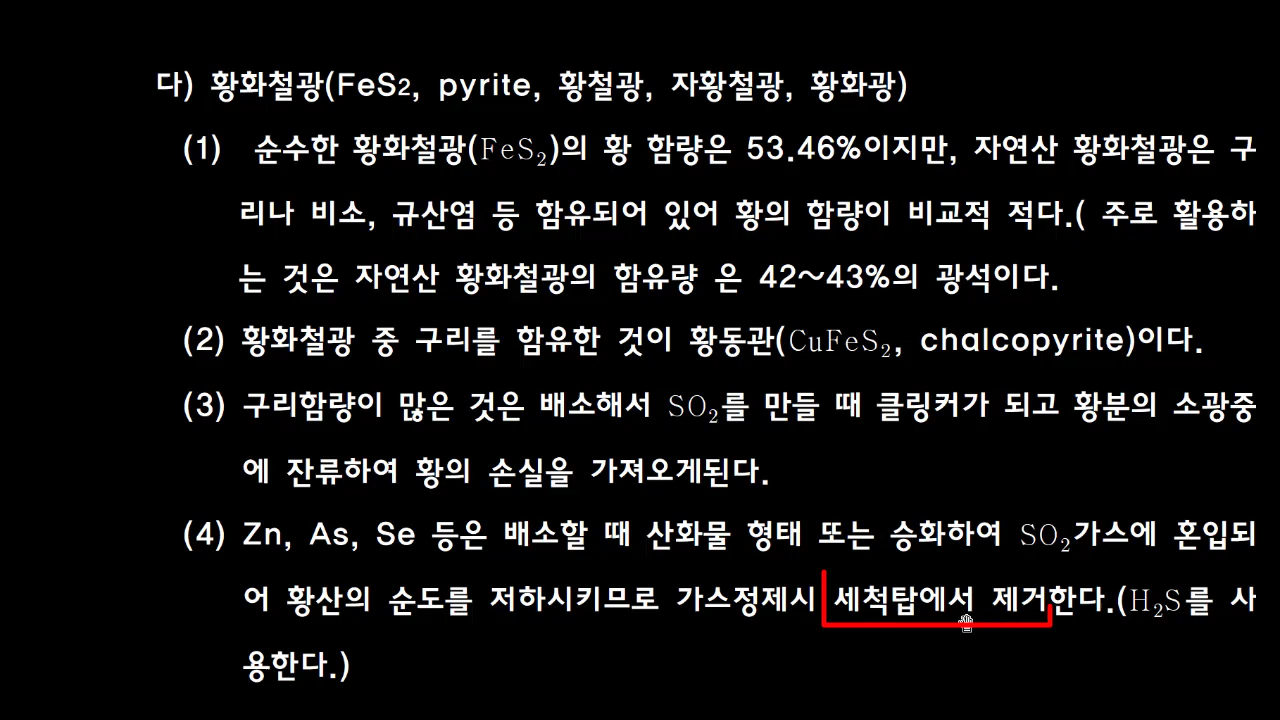 다) 황화철광(FeS2, pyrite, 황철광, 자황철광, 황화광)
(1) 순수한 황화철광(FeS₂)의 황 함량은 53.46%이지만, 자연산 황화철광은 구
리나 비소, 규산염 등 함유되어 있어 황의 함량이 비교적 적다.( 주로 활용하
는 것은 자연산 황화철광의 함유량 은 42~43%의 광석이다.
(2) 황화철광 중 구리를 함유한 것이 황동관(CuFeS₂, chalcopyrite)이다.
(3) 구리함량이 많은 것은 배소해서 SO₂를 만들 때 클링커가 되고 황분의 소광중
에 잔류하여 황의 손실을 가져오게된다.
(4) Zn, As, Se 등은 배소할 때 산화물 형태 또는 승화하여 SO₂가스에 혼입되
어 황산의 순도를 저하시키므로 가스정제시 세척탑에서 제거한다.(H₂S를 사
용한다.)